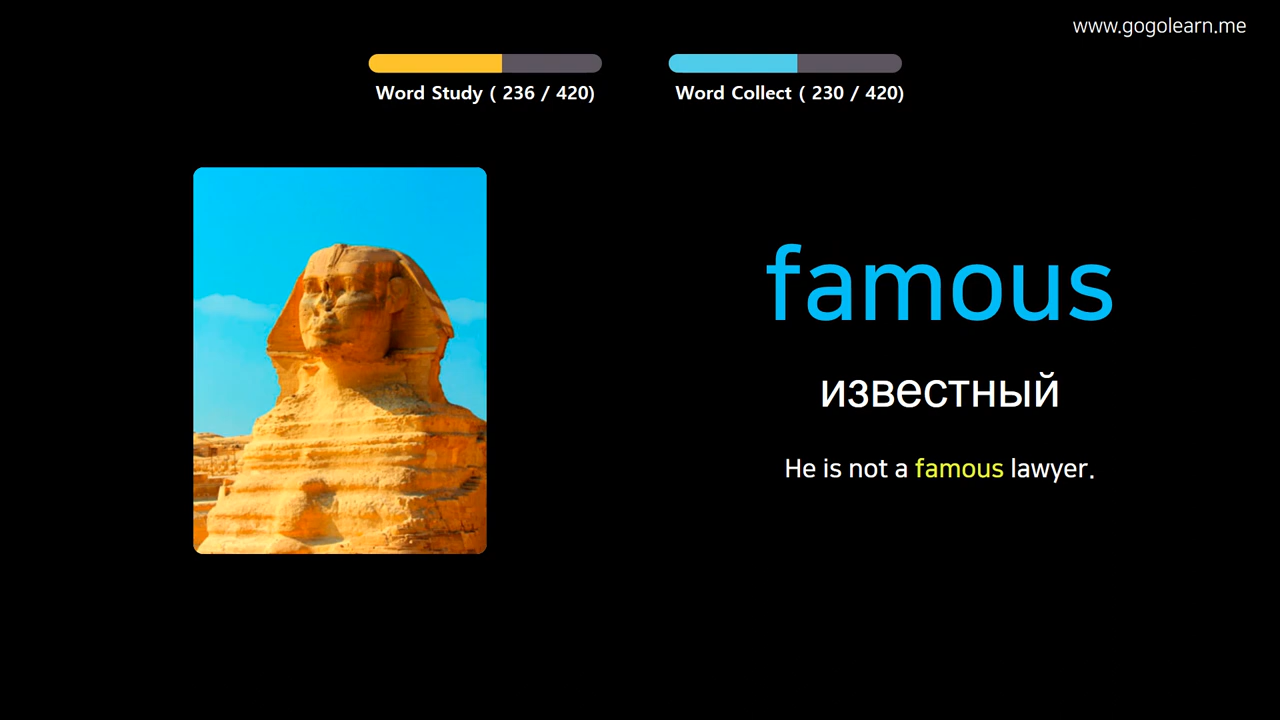 www.gogolearn.me
Word Study ( 236 / 420)
Word Collect ( 230 / 420)
famous
известный
He is not a famous lawyer.